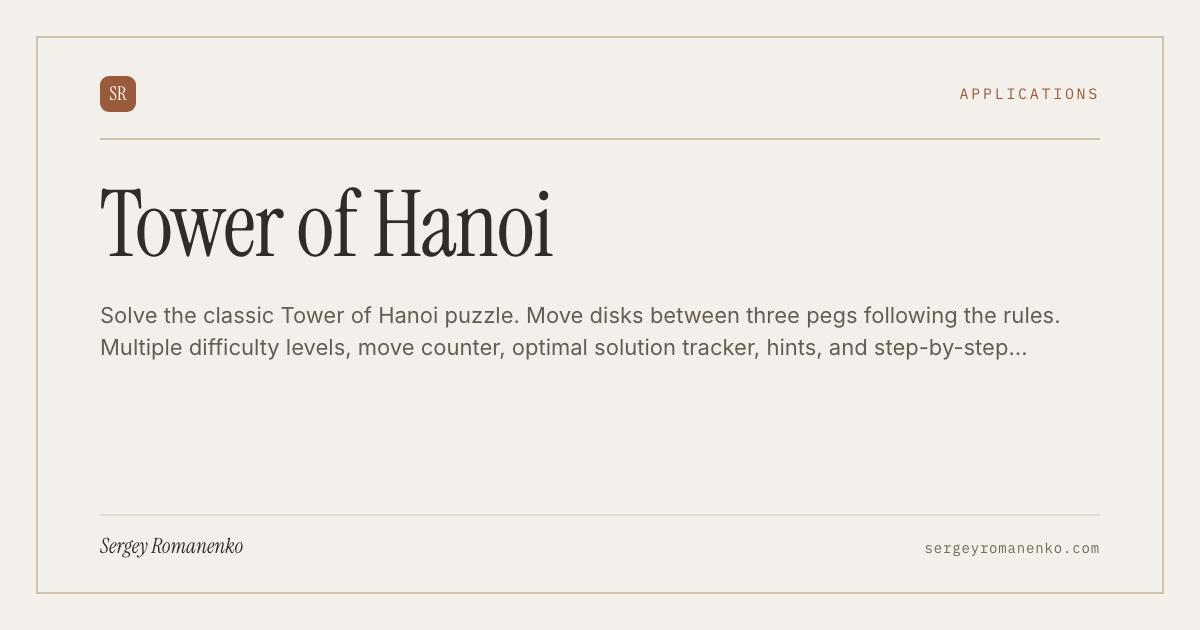 SR
APPLICATIONS
Tower of Hanoi
Solve the classic Tower of Hanoi puzzle. Move disks between three pegs following the rules.
Multiple difficulty levels, move counter, optimal solution tracker, hints, and step-by-step...
Sergey Romanenko
sergeyromanenko.com